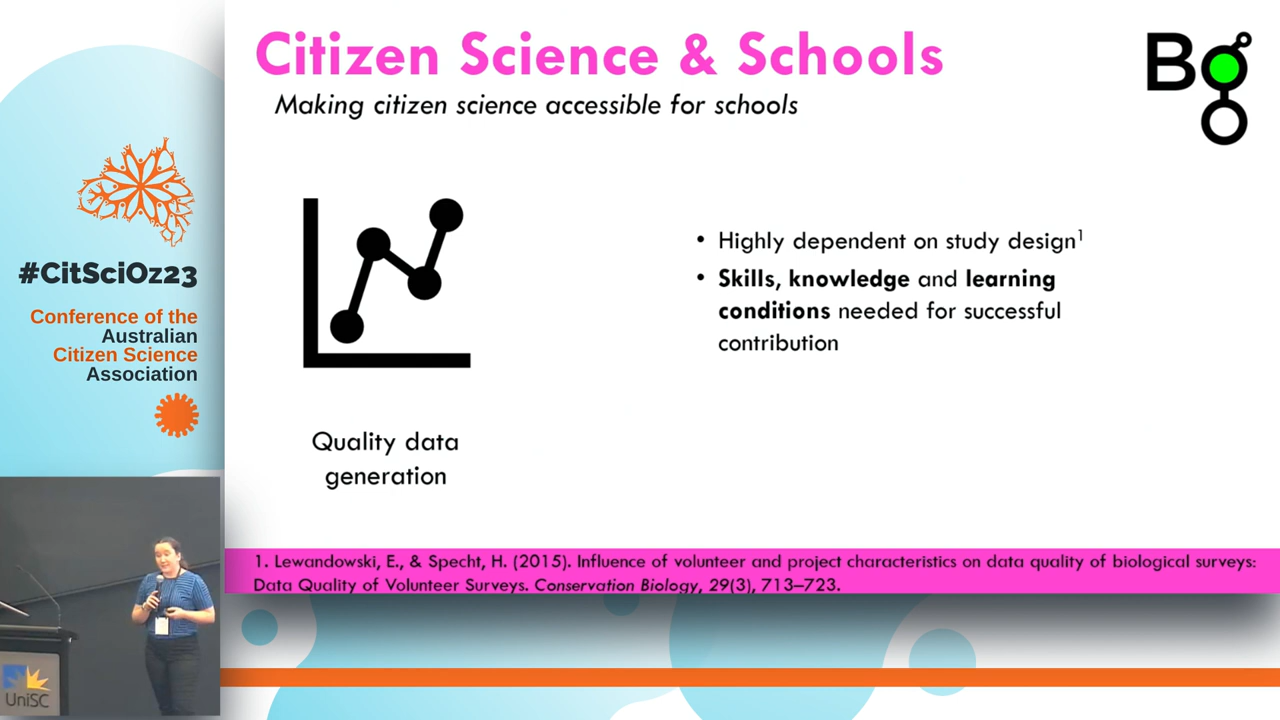 Citizen Science & Schools
Making citizen science accessible for schools
Bg
#CitSciOz23
Conference of the
Australian
Citizen Science
Association
• Highly dependent on study design¹
• Skills, knowledge and learning
conditions needed for successful
contribution
Quality data
generation
1. Lewandowski, E., & Specht, H. (2015). Influence of volunteer and project characteristics on data quality of biological surveys:
Data Quality of Volunteer Surveys. Conservation Biology, 29(3), 713–723.
UniSC